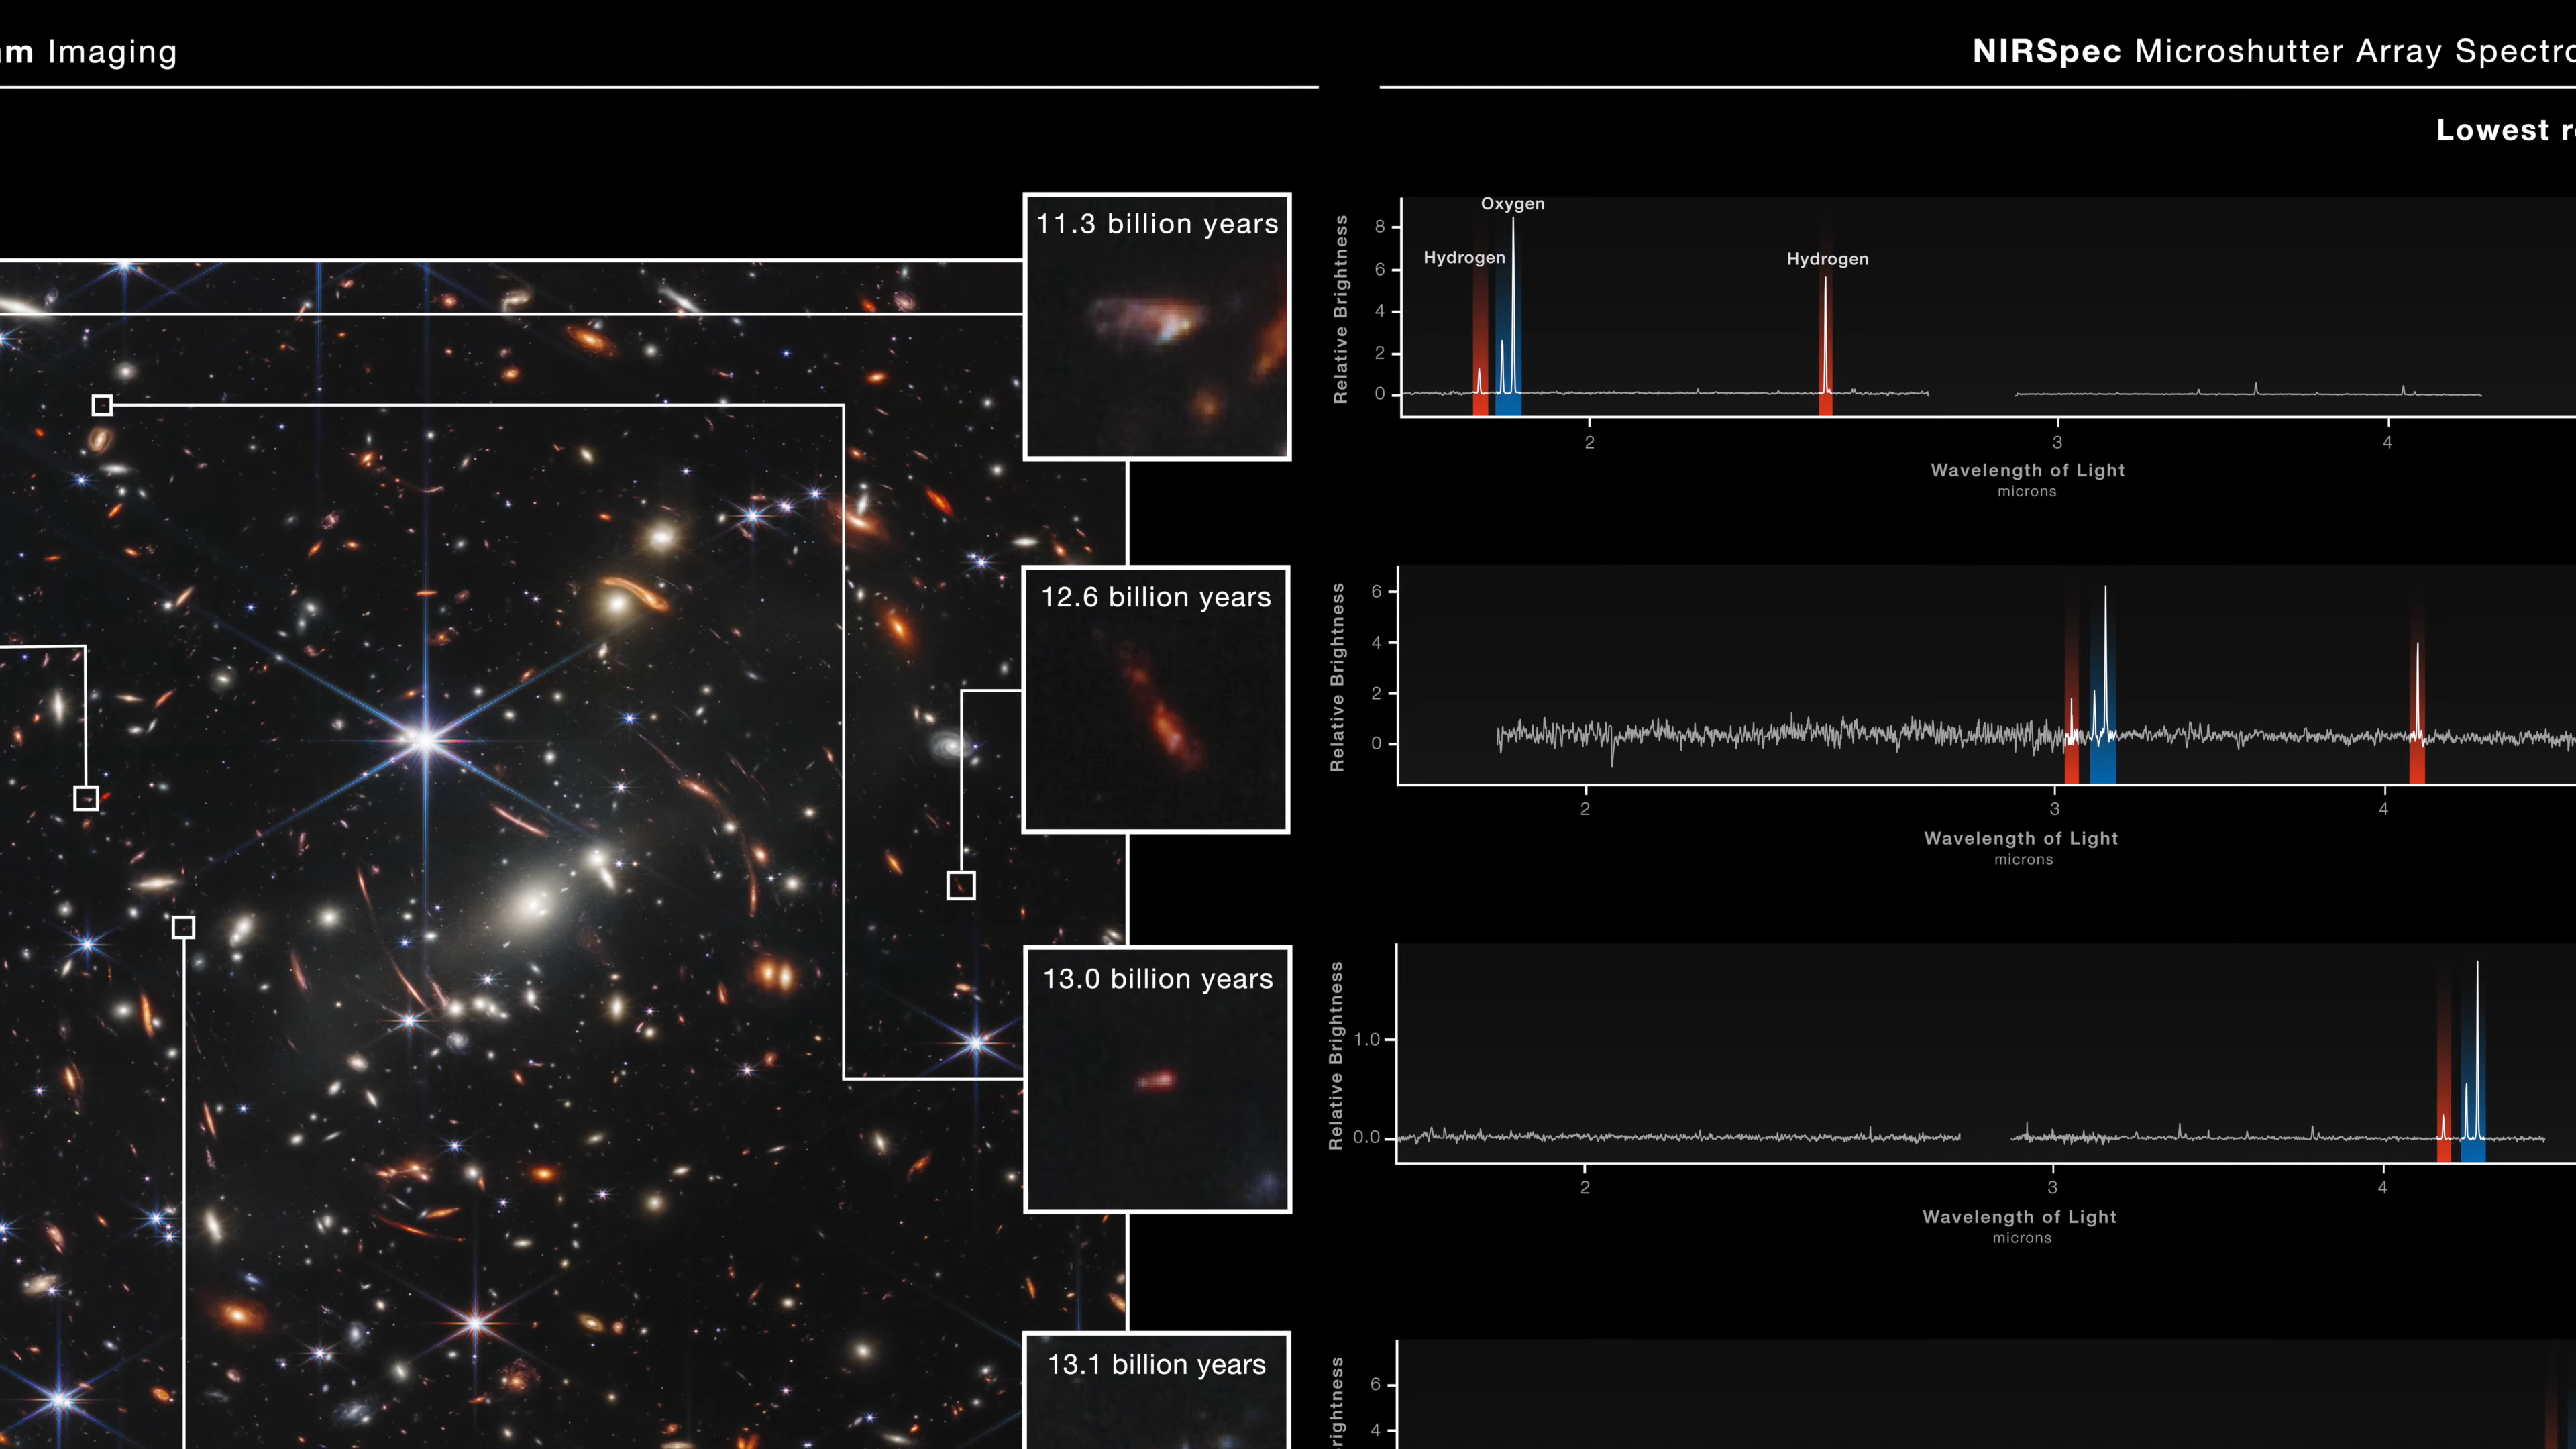 Imaging
NIRSpec Microshutter Array
Lowest
11.3 billion years
Relative Brightness
8
6
4
2
0
Oxygen
Hydrogen
Hydrogen
2
3
4
Wavelength of Light
microns
12.6 billion years
Relative Brightness
6
4
2
0
2
3
4
Wavelength of Light
microns
13.0 billion years
Relative Brightness
1.0
0.0
2
3
4
Wavelength of Light
microns
13.1 billion years
6
4